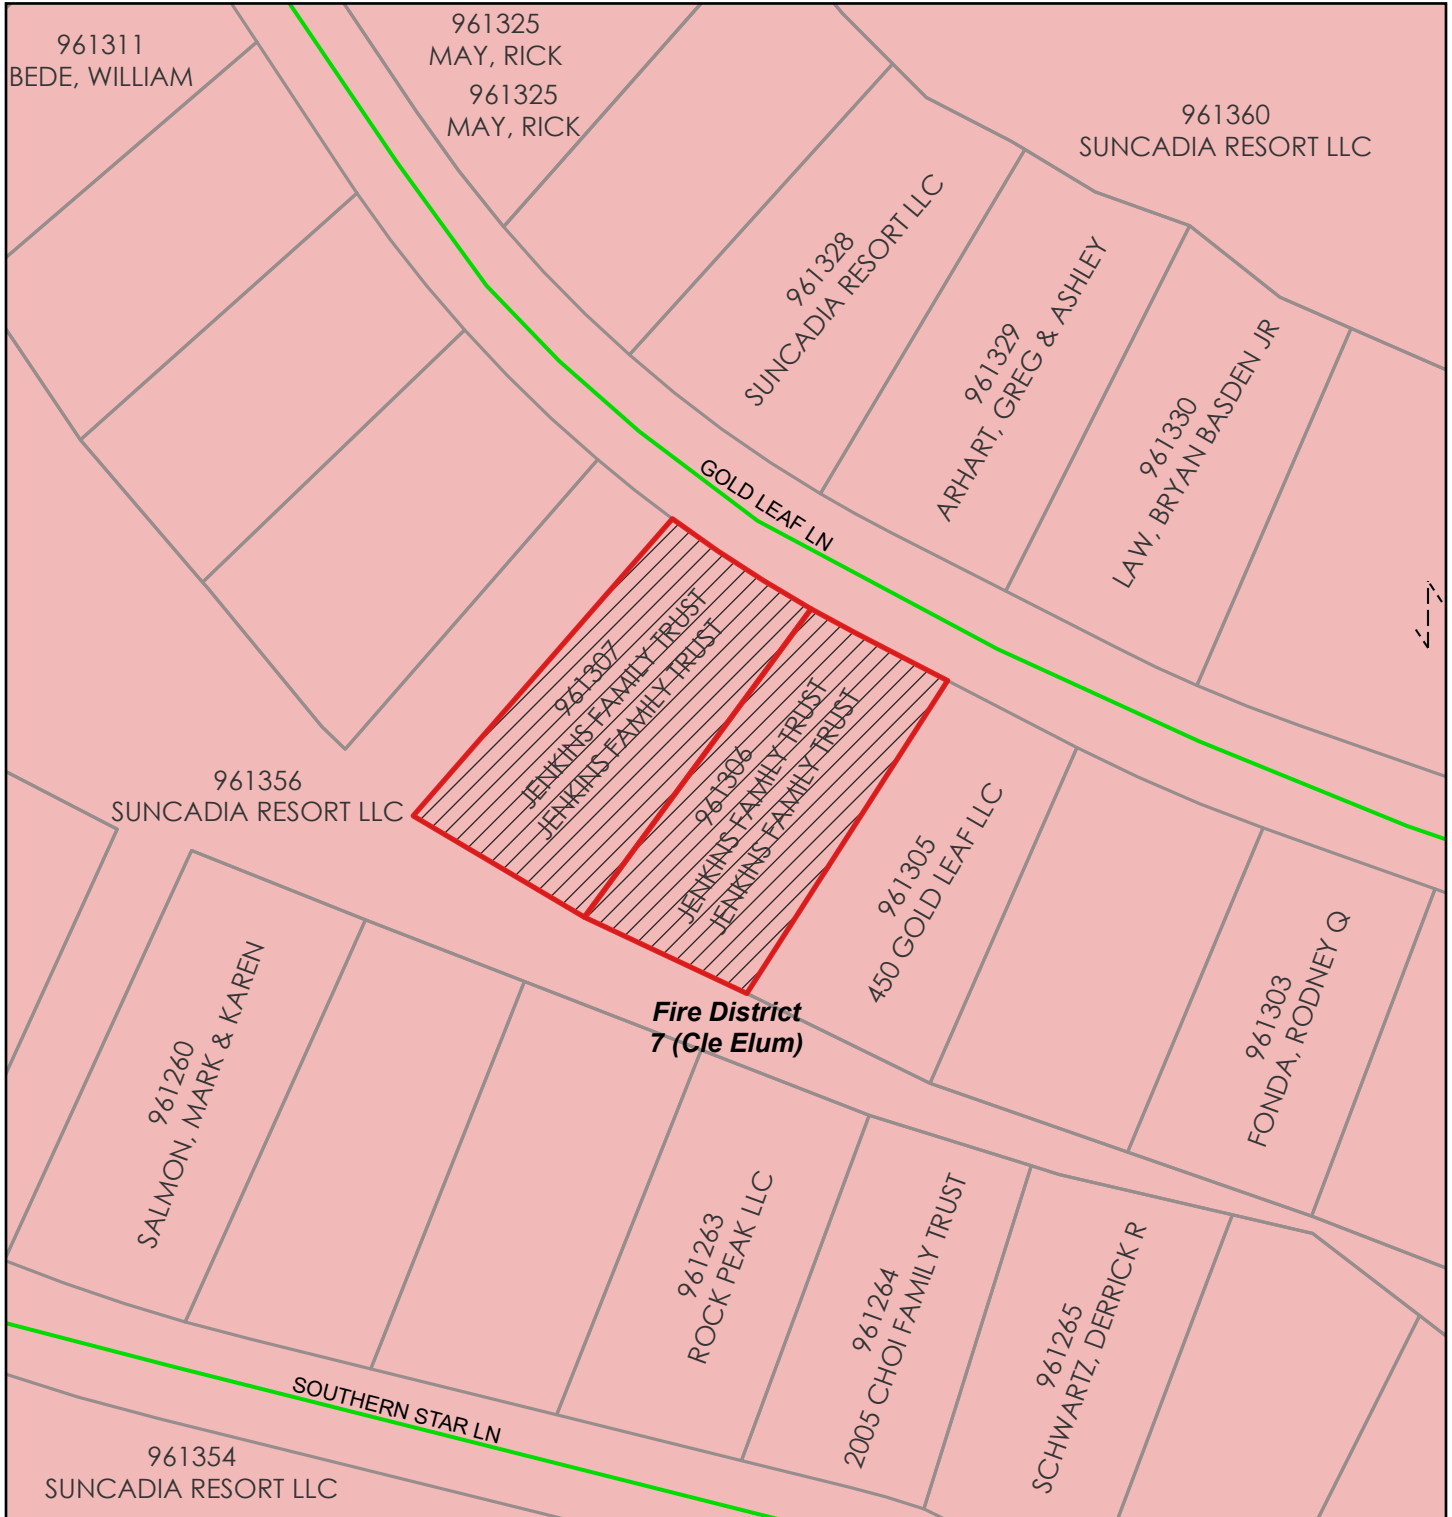 961311
BEDE, WILLIAM
961325
MAY, RICK
961325
MAY, RICK
961360
SUNCADIA RESORT LLC
961328
SUNCADIA RESORT LLC
961329
ARHART, GREG & ASHLEY
961330
LAW, BRYAN BASDEN JR
GOLD LEAF LN
961307
JENKINS FAMILY TRUST
JENKINS FAMILY TRUST
961306
JENKINS FAMILY TRUST
JENKINS FAMILY TRUST
961356
SUNCADIA RESORT LLC
961305
450 GOLD LEAF LLC
961303
FONDA, RODNEY Q
Fire District
7 (Cle Elum)
961260
SALMON, MARK & KAREN
961263
ROCK PEAK LLC
961264
2005 CHOI FAMILY TRUST
961265
SCHWARTZ, DERRICK R
SOUTHERN STAR LN
961354
SUNCADIA RESORT LLC